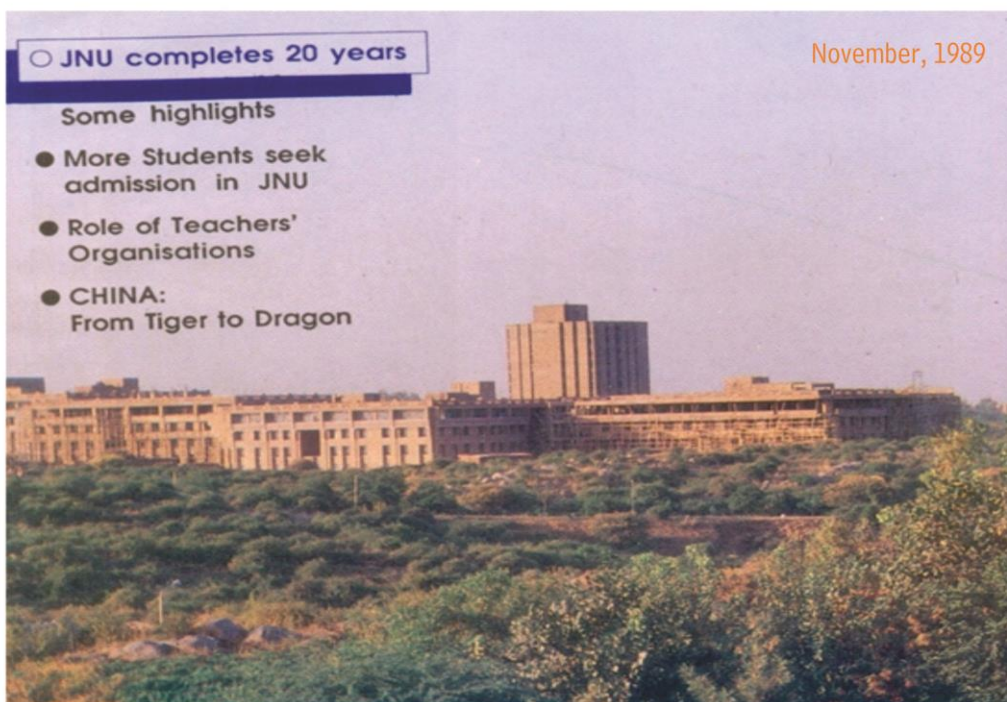 ○ JNU completes 20 years
November, 1989
Some highlights
● More Students seek
admission in JNU
● Role of Teachers'
Organisations
● CHINA:
From Tiger to Dragon